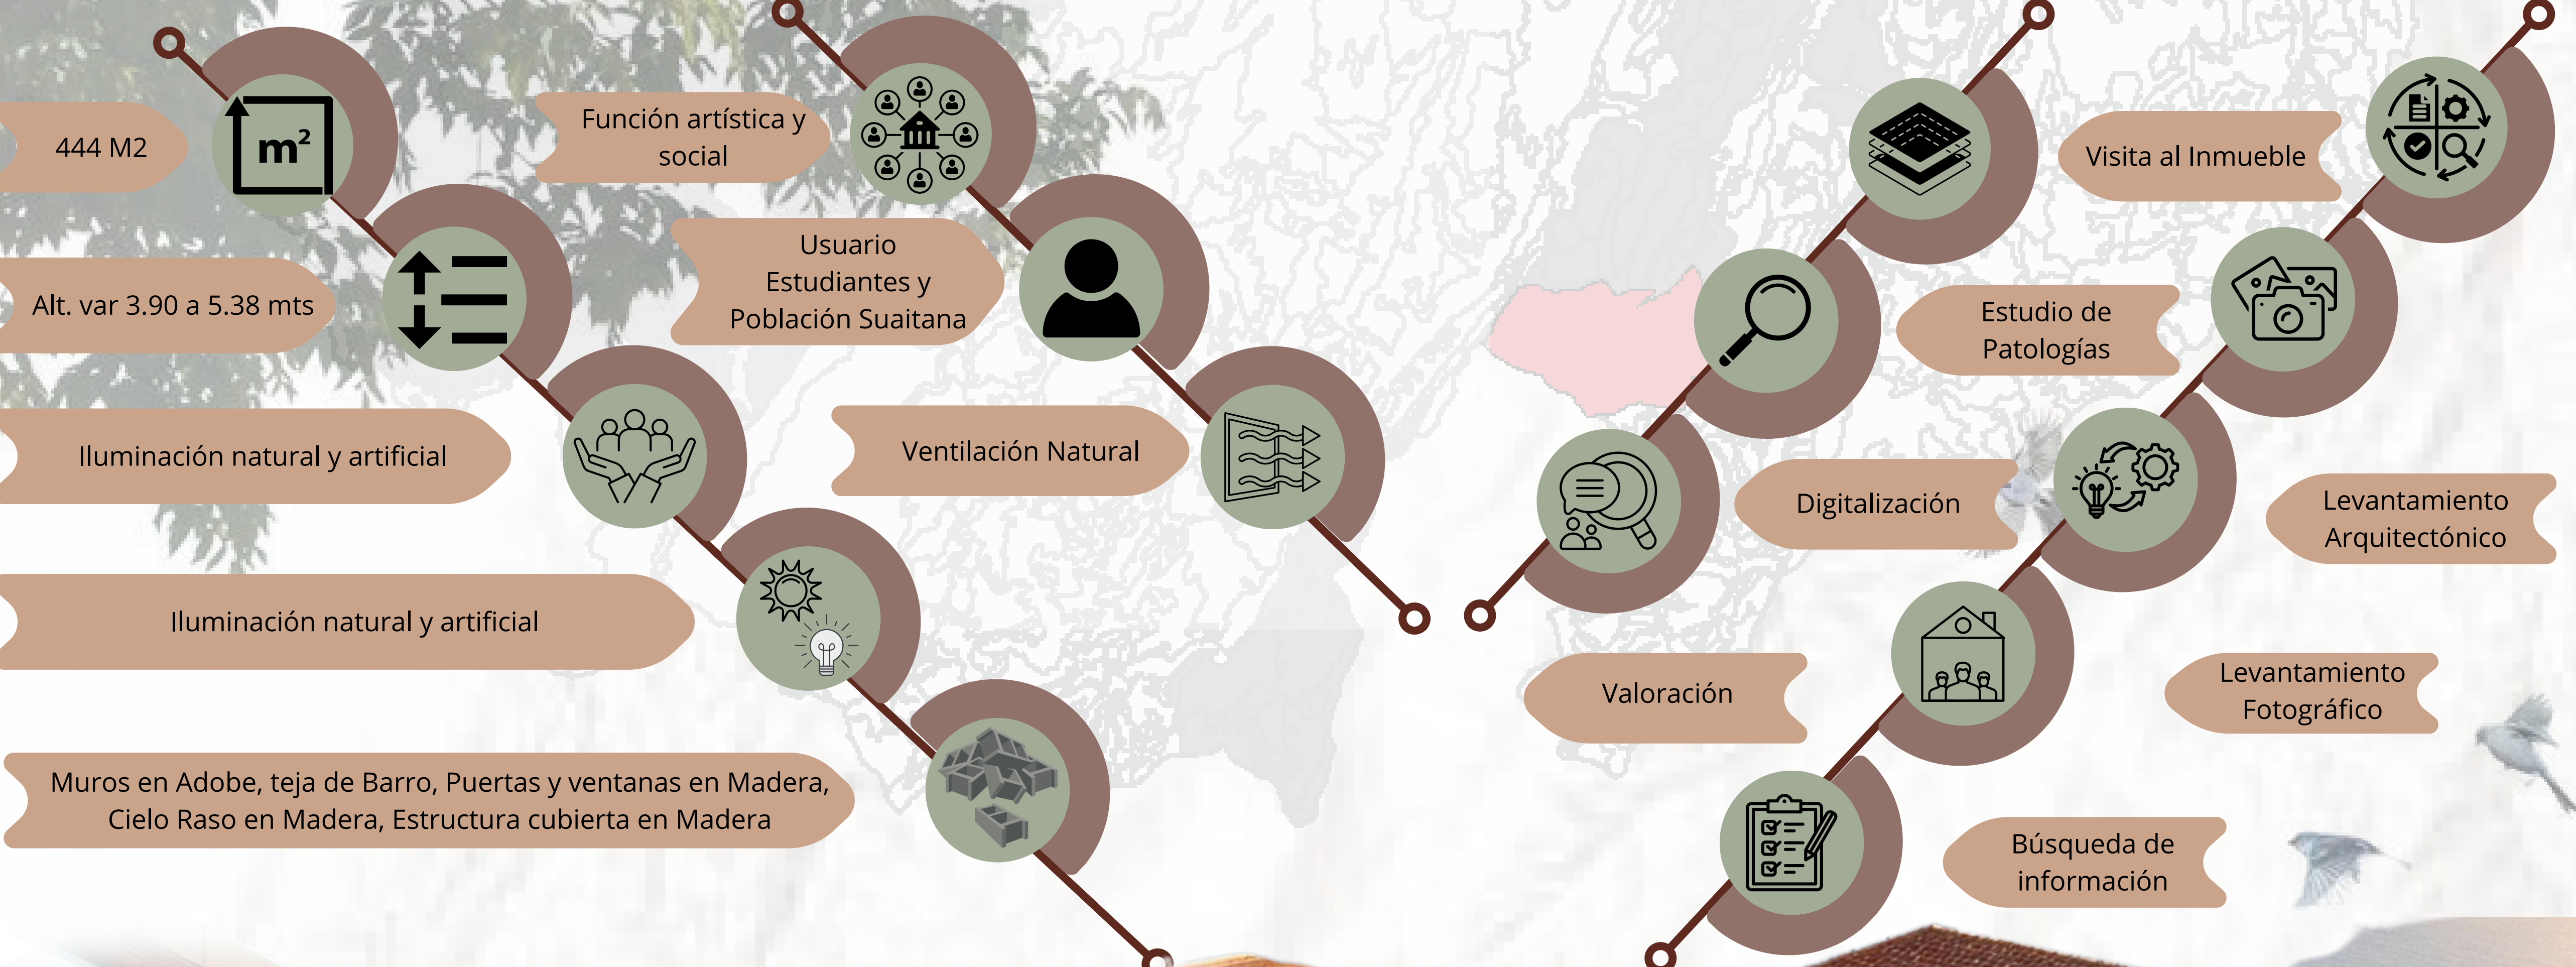 444 M2
m²
Alt. var 3.90 a 5.38 mts
Iluminación natural y artificial
Iluminación natural y artificial
Muros en Adobe, teja de Barro, Puertas y ventanas en Madera,
Cielo Raso en Madera, Estructura cubierta en Madera
Función artística y
social
Usuario
Estudiantes y
Población Suaitana
Ventilación Natural
Visita al Inmueble
Estudio de
Patologías
Digitalización
Valoración
Levantamiento
Arquitectónico
Levantamiento
Fotográfico
Búsqueda de
información